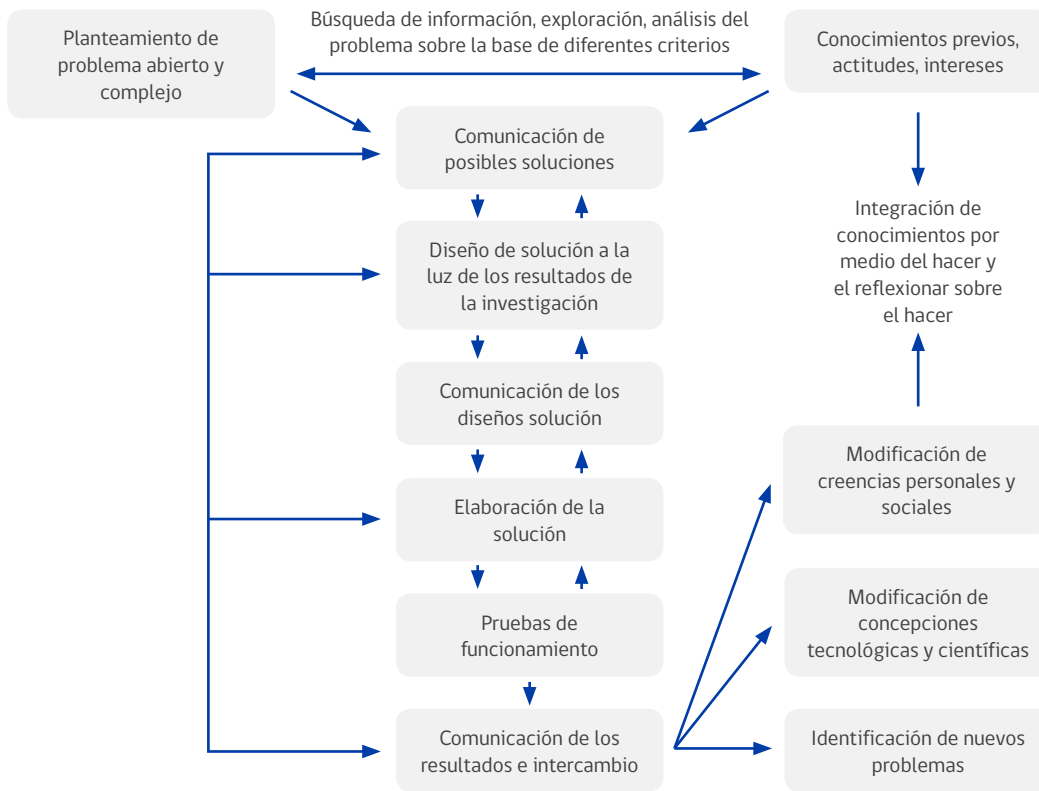 Planteamiento de
problema abierto y
complejo
Búsqueda de información, exploración, análisis del
problema sobre la base de diferentes criterios
Conocimientos previos,
actitudes, intereses
Comunicación de
posibles soluciones
Diseño de solución a la
luz de los resultados de
la investigación
Comunicación de los
diseños solución
Elaboración de la
solución
Pruebas de
funcionamiento
Comunicación de los
resultados e intercambio
Integración de
conocimientos por
medio del hacer y
el reflexionar sobre
el hacer
Modificación de
creencias personales y
sociales
Modificación de
concepciones
tecnológicas y científicas
Identificación de nuevos
problemas